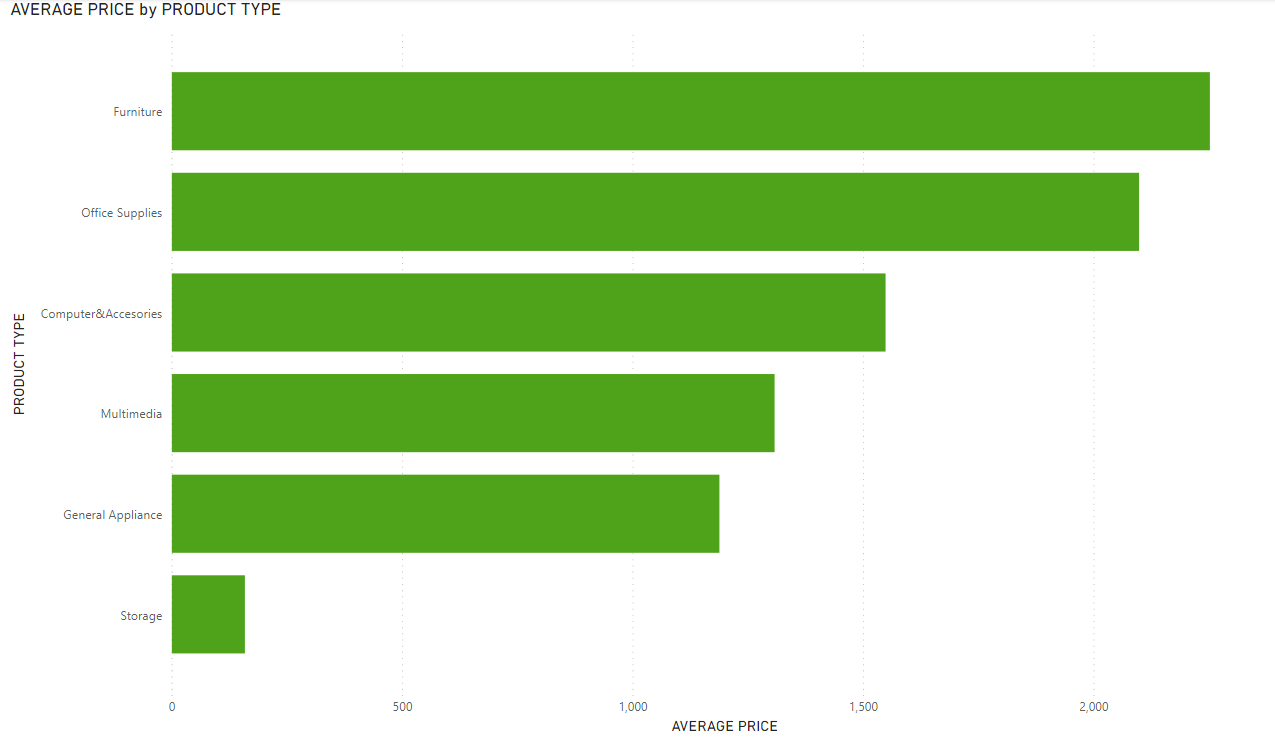 AVERAGE PRICE by PRODUCT TYPE
PRODUCT TYPE
Furniture
Office Supplies
Computer&Accesories
Multimedia
General Appliance
Storage
0 500 1,000 1,500 2,000
AVERAGE PRICE